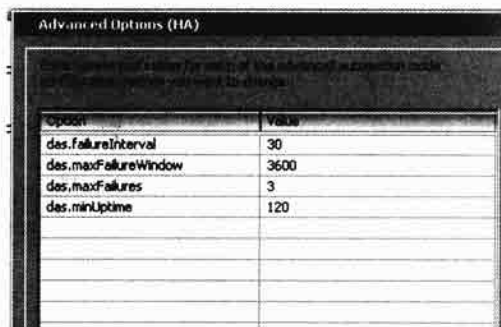 Advanced Options (HA)
Option Value
das.failureInterval 30
das.maxFailureWindow 3600
das.maxFailures 3
das.minUptime 120